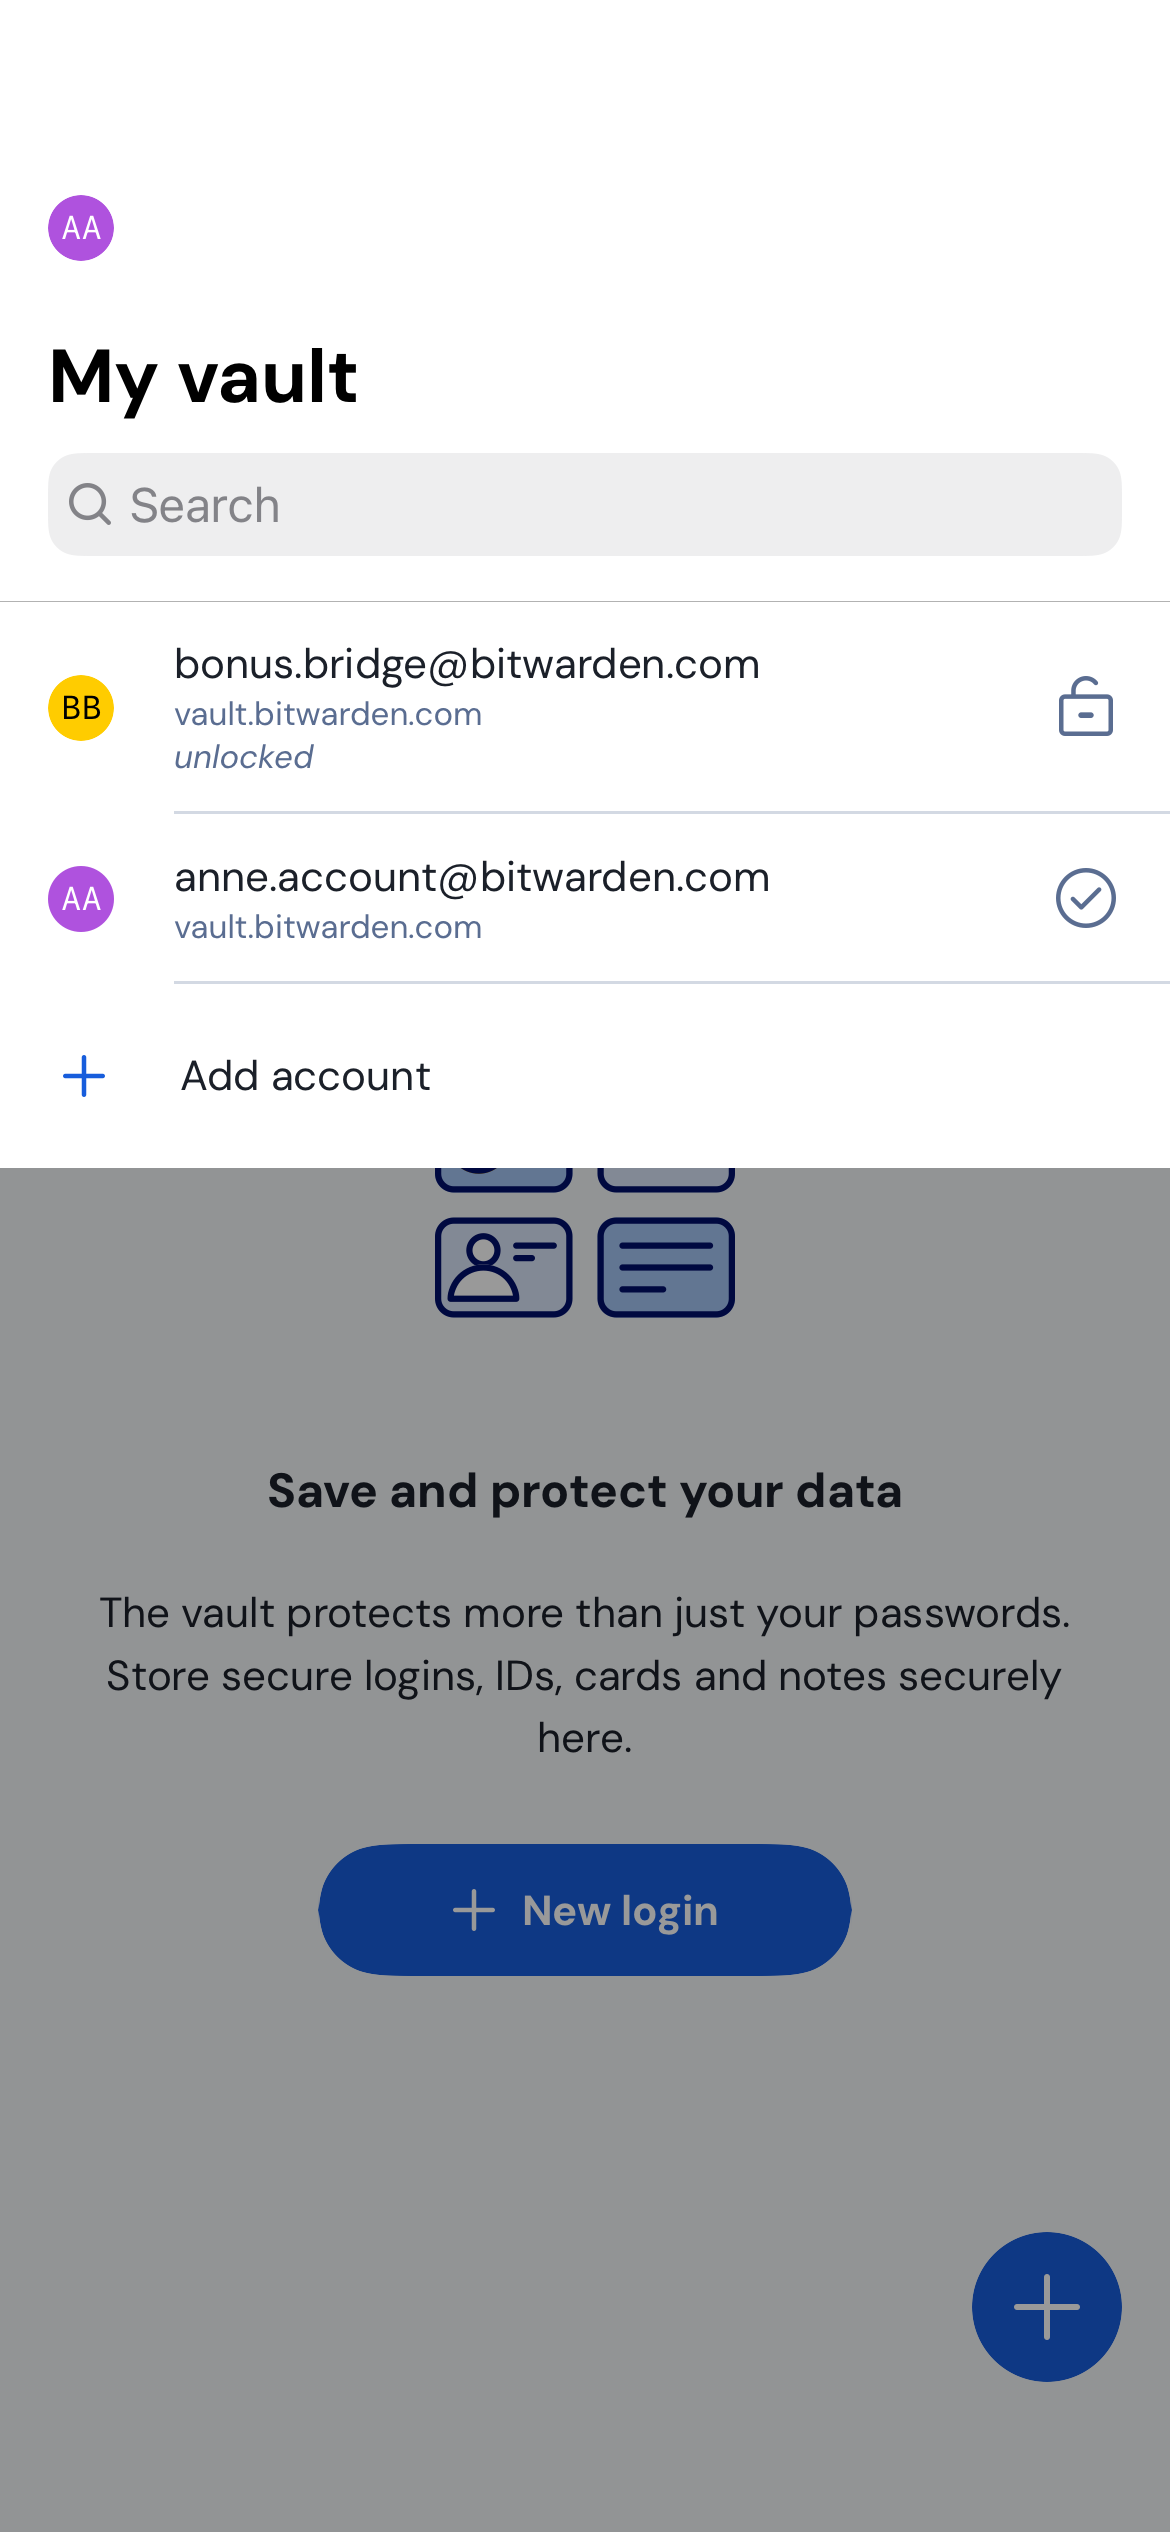 AA
My vault
Search
BB
bonus.bridge@bitwarden.com
vault.bitwarden.com
unlocked
AA
anne.account@bitwarden.com
vault.bitwarden.com
Add account
Save and protect your data
The vault protects more than just your passwords.
Store secure logins, IDs, cards and notes securely
here.
New login